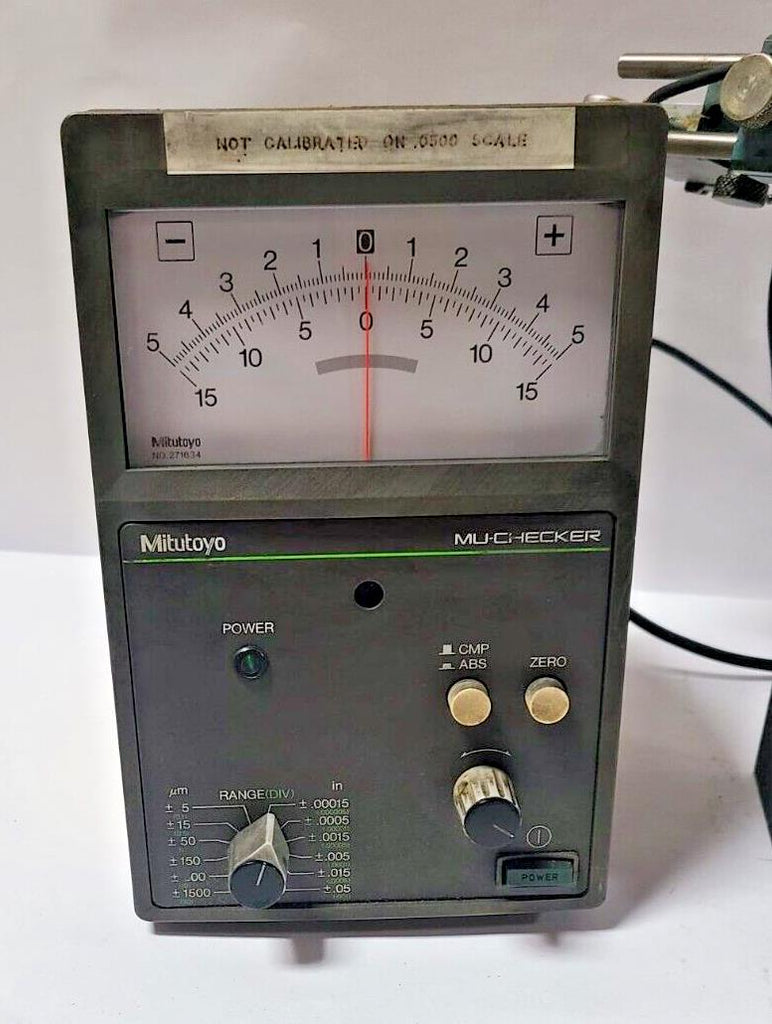 NOT CALIBRATED ON .0500 SCALE
− +
5 4 3 2 1 0 1 2 3 4 5
15 10 5 0 5 10 15
Mitutoyo
NO.271634
Mitutoyo MU-CHECKER
POWER
CMP
ABS
ZERO
μm RANGE(DIV) in
± 5 ± .00015
± 15 ± .0005
± 50 ± .0015
± 150 ± .005
± .015
± 1500 ± .05
POWER